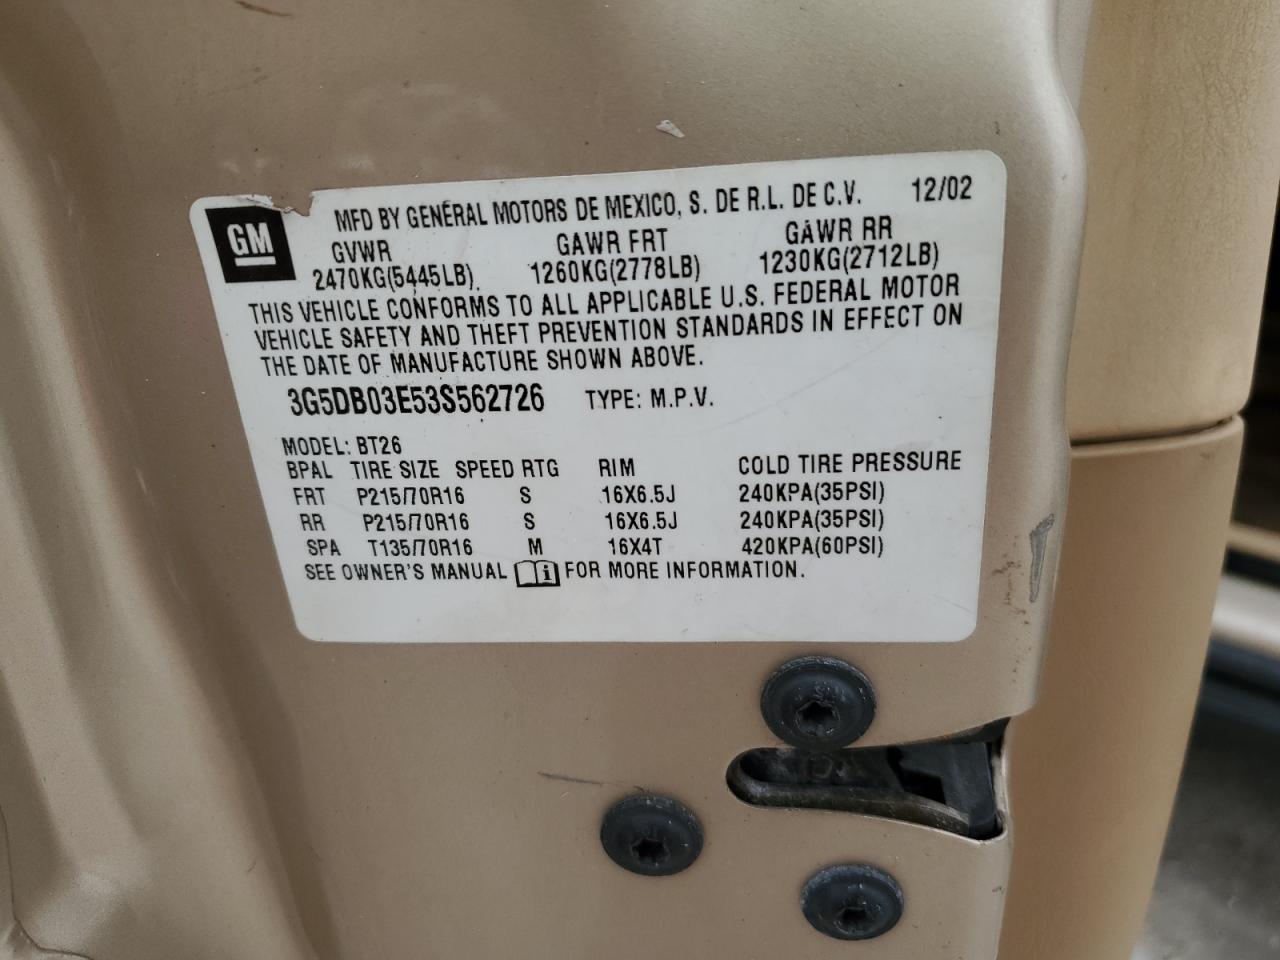 GM
MFD BY GENERAL MOTORS DE MEXICO, S. DE R.L. DE C.V. 12/02
GVWR GAWR FRT GAWR RR
2470KG(5445LB) 1260KG(2778LB) 1230KG(2712LB)
THIS VEHICLE CONFORMS TO ALL APPLICABLE U.S. FEDERAL MOTOR
VEHICLE SAFETY AND THEFT PREVENTION STANDARDS IN EFFECT ON
THE DATE OF MANUFACTURE SHOWN ABOVE.
3G5DB03E53S562726 TYPE: M.P.V.
MODEL: BT26
BPAL TIRE SIZE SPEED RTG RIM COLD TIRE PRESSURE
FRT P215/70R16 S 16X6.5J 240KPA(35PSI)
RR P215/70R16 S 16X6.5J 240KPA(35PSI)
SPA T135/70R16 M 16X4T 420KPA(60PSI)
SEE OWNER'S MANUAL FOR MORE INFORMATION.